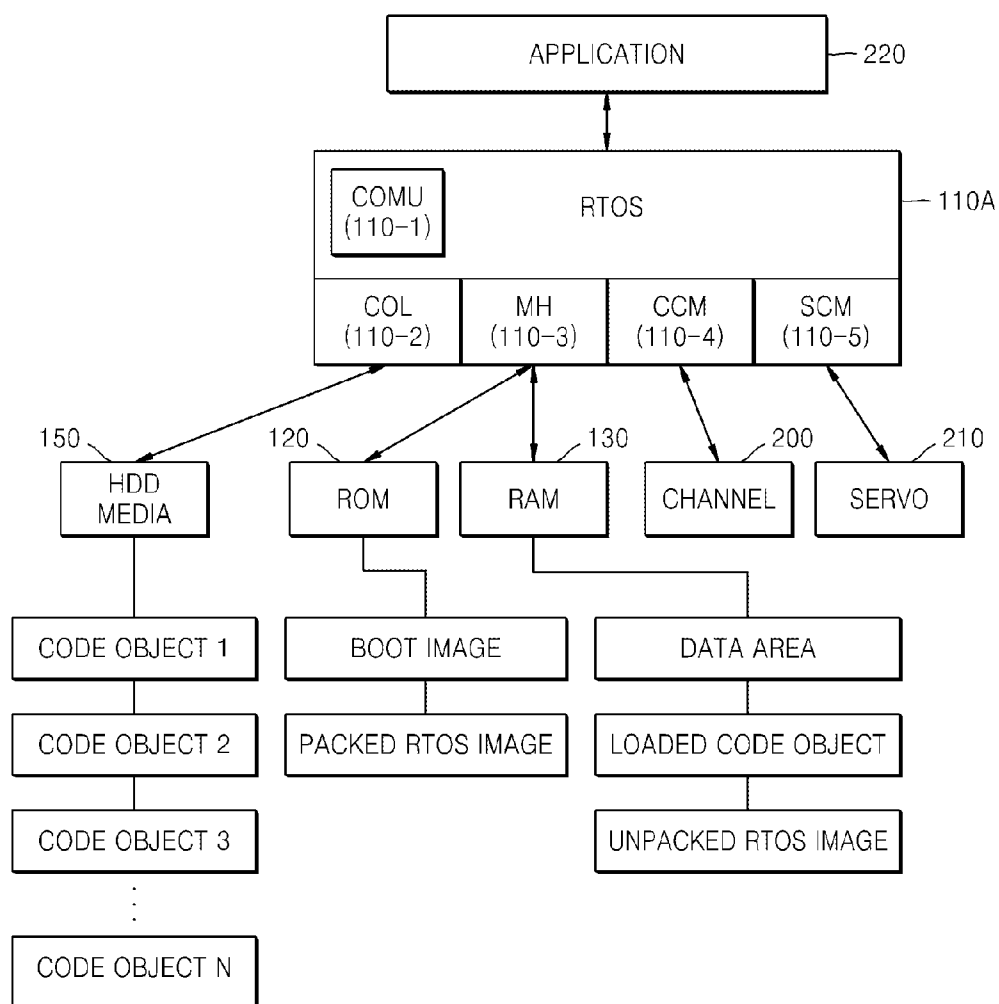 APPLICATION
220
COMU
(110-1)
RTOS
110A
COL
(110-2)
MH
(110-3)
CCM
(110-4)
SCM
(110-5)
150
120
130
200
210
HDD
MEDIA
ROM
RAM
CHANNEL
SERVO
CODE OBJECT 1
BOOT IMAGE
DATA AREA
CODE OBJECT 2
PACKED RTOS IMAGE
LOADED CODE OBJECT
CODE OBJECT 3
UNPACKED RTOS IMAGE
CODE OBJECT N